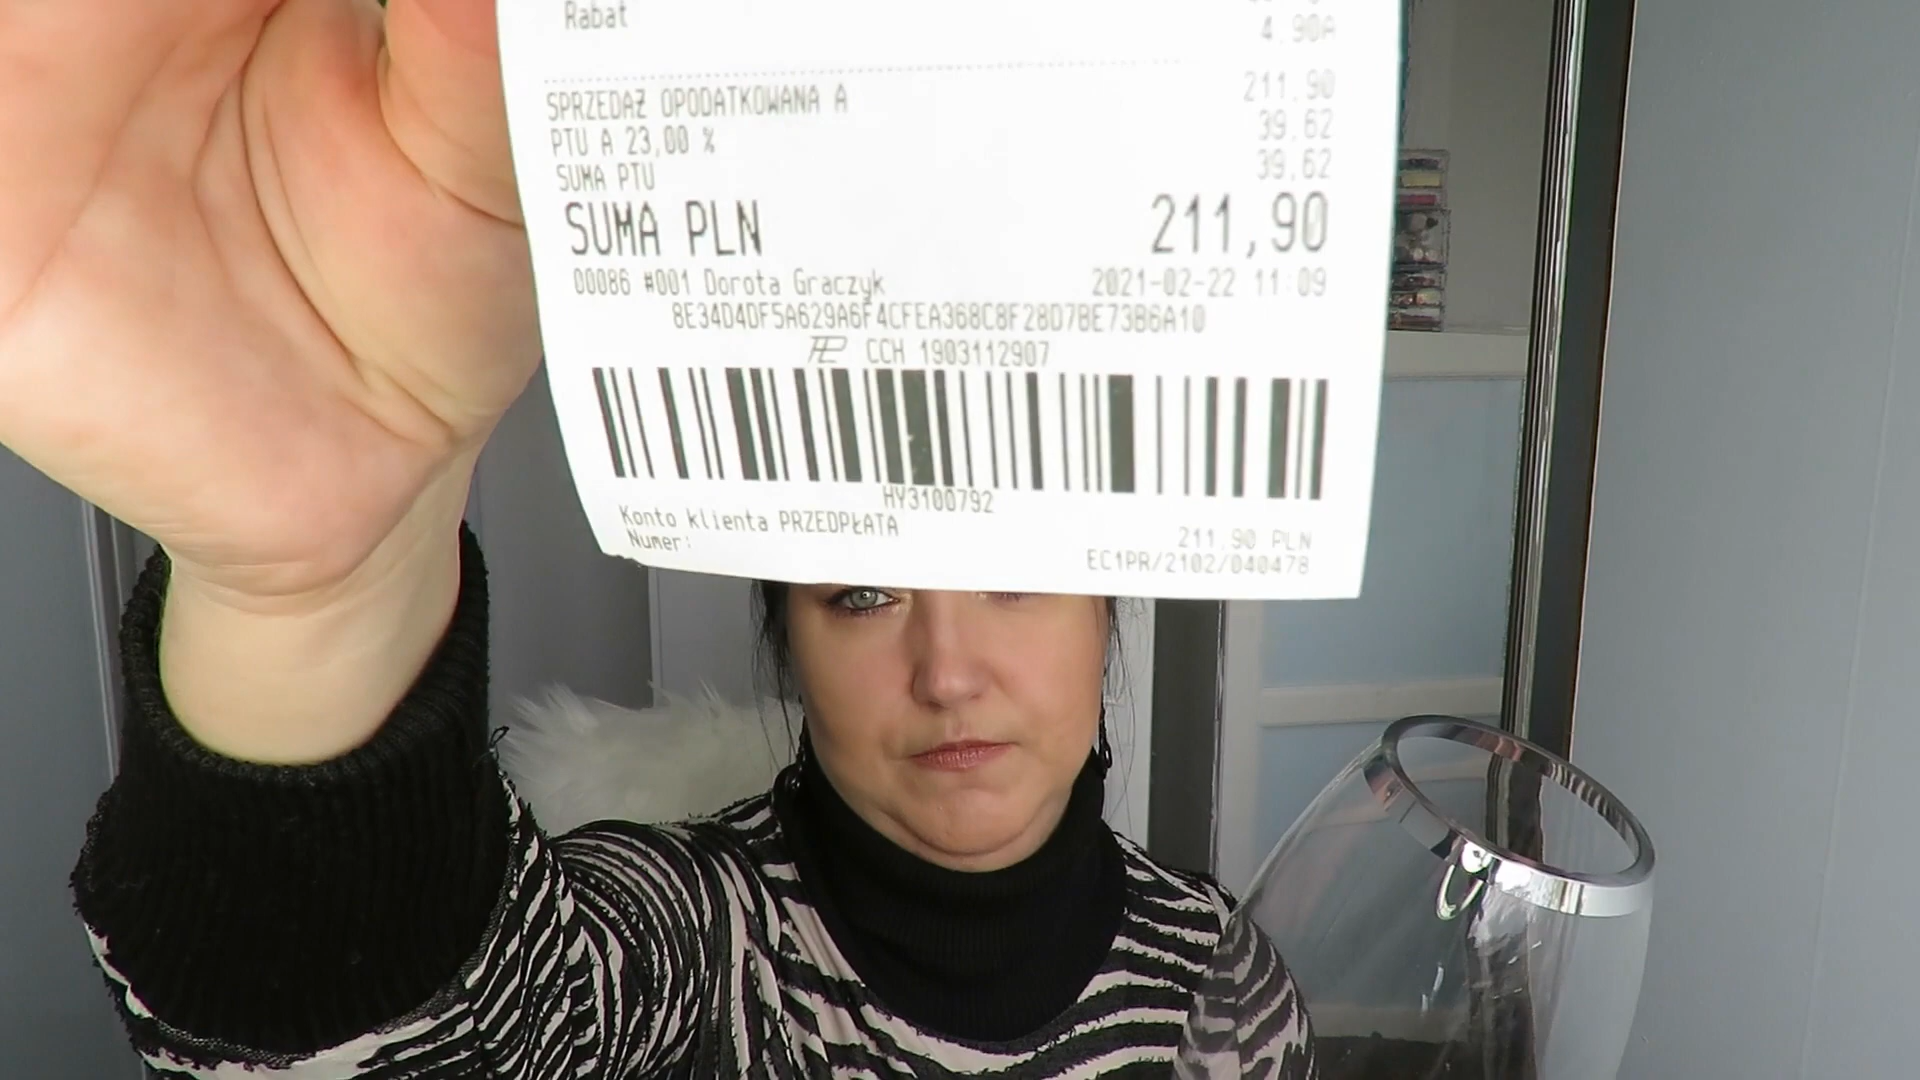 Rabat 4.90A
SPRZEDAŻ OPODATKOWANA A 211,90
PTU A 23,00 % 39,62
SUMA PTU 39,62
SUMA PLN 211,90
00086 #001 Dorota Graczyk 2021-02-22 11:09
8E34D4DF5A629A6F4CFEA368C8F28D7BE73B6A10
CCH 1903112907
HY3100792
Konto klienta PRZEDPŁATA 211,90 PLN
Numer: EC1PR/2102/040478